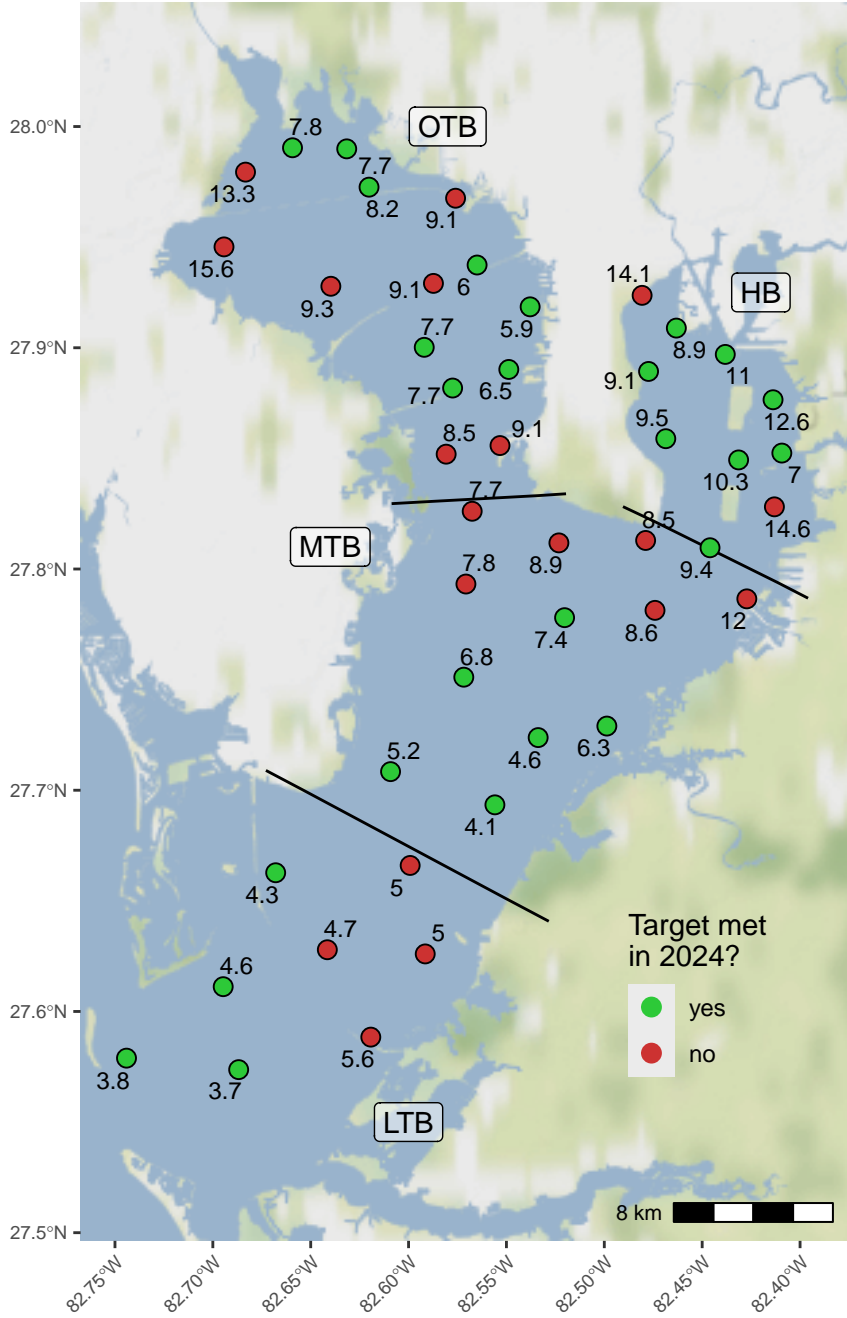 28.0°N
27.9°N
27.8°N
27.7°N
27.6°N
27.5°N
OTB
7.8
7.7
13.3
8.2
9.1
15.6
9.3
9.1
6
5.9
7.7
7.7
6.5
8.5
9.1
HB
14.1
8.9
11
9.1
12.6
9.5
10.3
7
14.6
9.4
MTB
7.7
8.5
7.8
8.9
7.4
8.6
12
6.8
5.2
4.6
6.3
4.1
4.3
5
4.7
5
4.6
5.6
3.8
3.7
LTB
Target met
in 2024?
yes
no
8 km
82.75°W
82.70°W
82.65°W
82.60°W
82.55°W
82.50°W
82.45°W
82.40°W